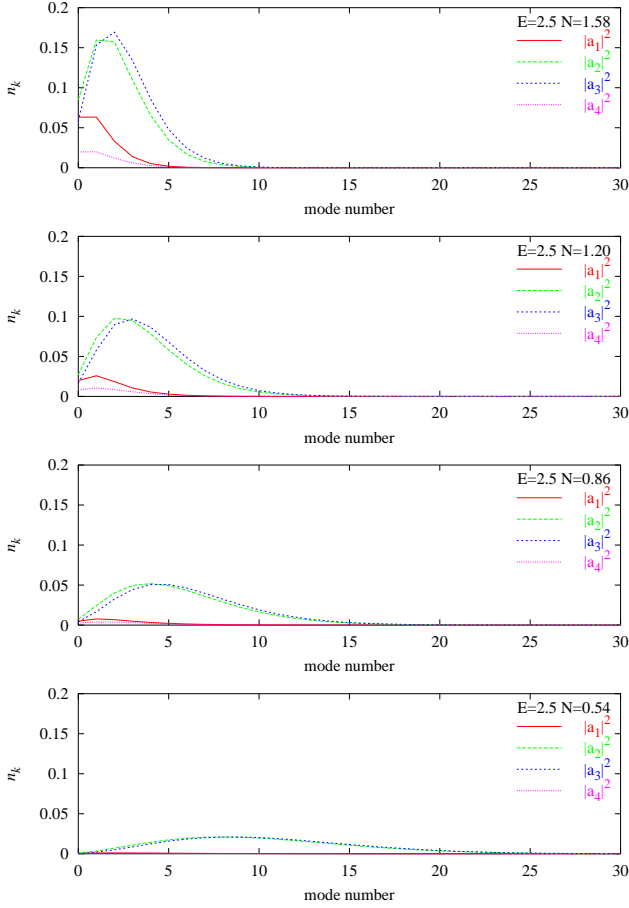 E=2.5 N=1.58
|a_1|^2
|a_2|^2
|a_3|^2
|a_4|^2
n_k
0.2
0.15
0.1
0.05
0
0 5 10 15 20 25 30
mode number
E=2.5 N=1.20
|a_1|^2
|a_2|^2
|a_3|^2
|a_4|^2
n_k
0.2
0.15
0.1
0.05
0
0 5 10 15 20 25 30
mode number
E=2.5 N=0.86
|a_1|^2
|a_2|^2
|a_3|^2
|a_4|^2
n_k
0.2
0.15
0.1
0.05
0
0 5 10 15 20 25 30
mode number
E=2.5 N=0.54
|a_1|^2
|a_2|^2
|a_3|^2
|a_4|^2
n_k
0.2
0.15
0.1
0.05
0
0 5 10 15 20 25 30
mode number